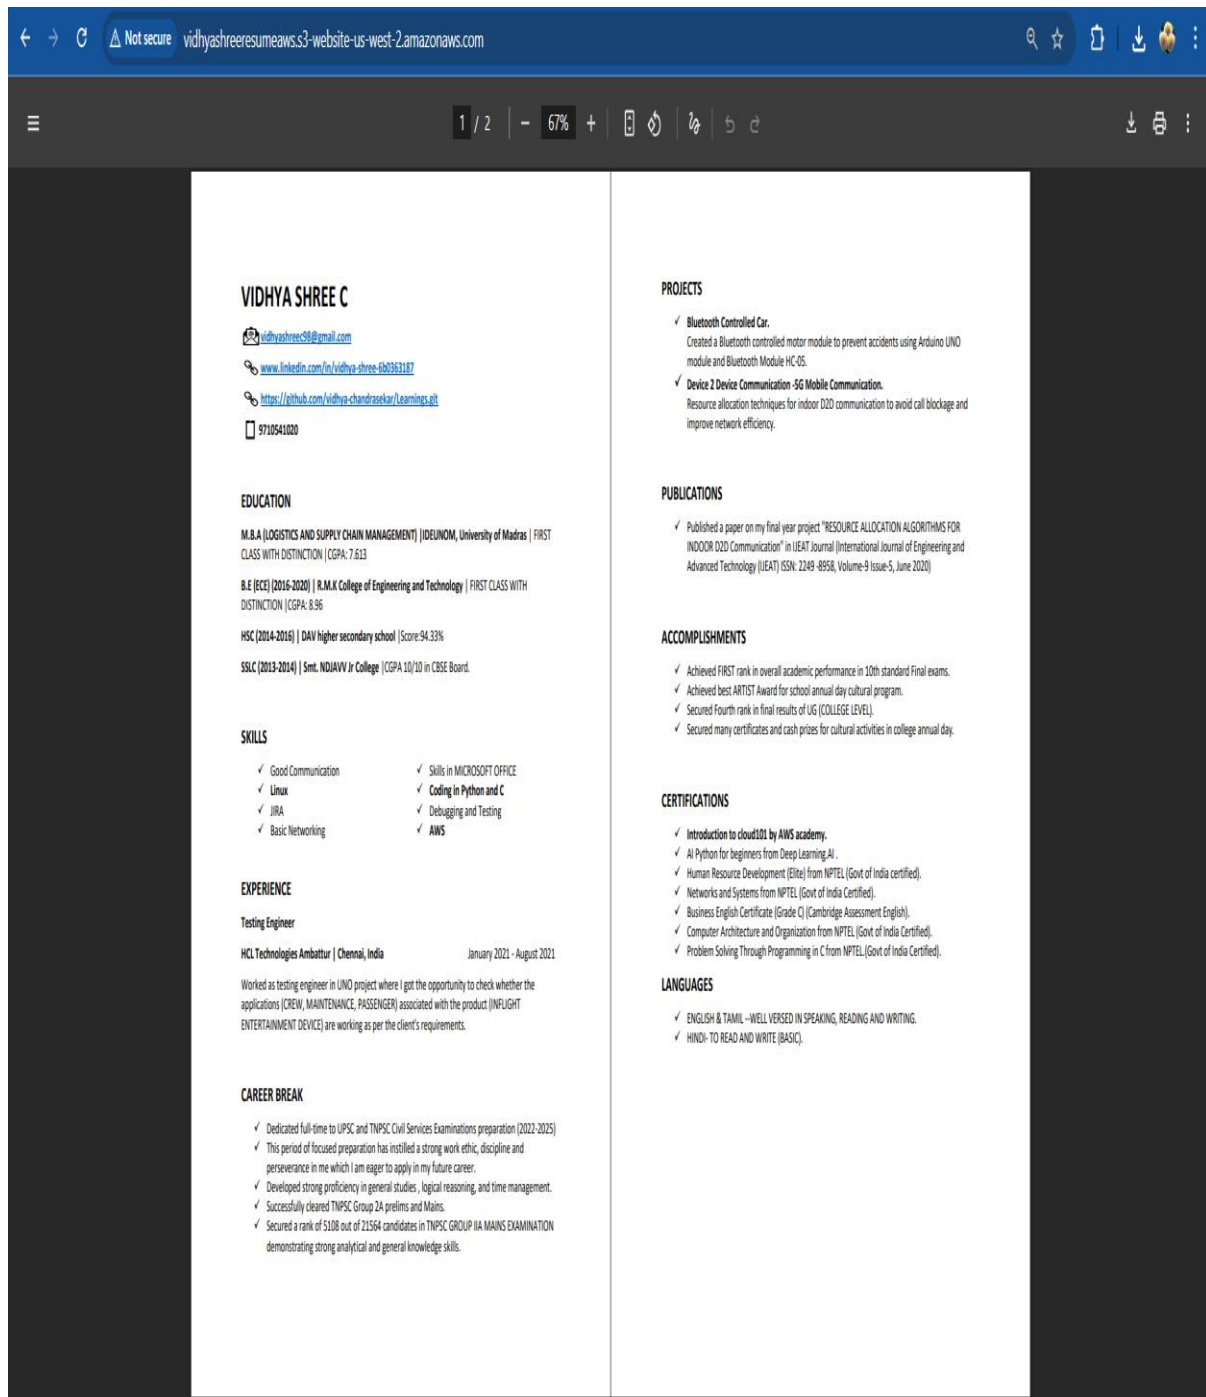 Not secure vidhyashreeresumeaws.s3-website-us-west-2.amazonaws.com
1 / 2 67%
VIDHYA SHREE C
vidhyashreec98@gmail.com
www.linkedin.com/in/vidhya-shree-6b0363187
https://github.com/vidhya-chandrasekar/Learnings.git
9710541020
EDUCATION
M.B.A (LOGISTICS AND SUPPLY CHAIN MANAGEMENT) |IDEUNOM, University of Madras | FIRST
CLASS WITH DISTINCTION |CGPA: 7.613
B.E (ECE) (2016-2020) | R.M.K College of Engineering and Technology | FIRST CLASS WITH
DISTINCTION |CGPA: 8.96
HSC (2014-2016) | DAV higher secondary school |Score:94.33%
SSLC (2013-2014) | Smt. NDJAVV Jr College |CGPA 10/10 in CBSE Board.
SKILLS
✓ Good Communication
✓ Linux
✓ JIRA
✓ Basic Networking
✓ Skills in MICROSOFT OFFICE
✓ Coding in Python and C
✓ Debugging and Testing
✓ AWS
EXPERIENCE
Testing Engineer
HCL Technologies Ambattur | Chennai, India January 2021 - August 2021
Worked as testing engineer in UNO project where I got the opportunity to check whether the
applications (CREW, MAINTENANCE, PASSENGER) associated with the product (INFLIGHT
ENTERTAINMENT DEVICE) are working as per the client's requirements.
CAREER BREAK
✓ Dedicated full-time to UPSC and TNPSC Civil Services Examinations preparation (2022-2025)
✓ This period of focused preparation has instilled a strong work ethic, discipline and
perseverance in me which I am eager to apply in my future career.
✓ Developed strong proficiency in general studies , logical reasoning, and time management.
✓ Successfully cleared TNPSC Group 2A prelims and Mains.
✓ Secured a rank of 5108 out of 21564 candidates in TNPSC GROUP IIA MAINS EXAMINATION
demonstrating strong analytical and general knowledge skills.
PROJECTS
✓ Bluetooth Controlled Car.
Created a Bluetooth controlled motor module to prevent accidents using Arduino UNO
module and Bluetooth Module HC-05.
✓ Device 2 Device Communication -5G Mobile Communication.
Resource allocation techniques for indoor D2D communication to avoid call blockage and
improve network efficiency.
PUBLICATIONS
✓ Published a paper on my final year project "RESOURCE ALLOCATION ALGORITHMS FOR
INDOOR D2D Communication" in IJEAT Journal (International Journal of Engineering and
Advanced Technology (IJEAT) ISSN: 2249 -8958, Volume-9 Issue-5, June 2020)
ACCOMPLISHMENTS
✓ Achieved FIRST rank in overall academic performance in 10th standard Final exams.
✓ Achieved best ARTIST Award for school annual day cultural program.
✓ Secured Fourth rank in final results of UG (COLLEGE LEVEL).
✓ Secured many certificates and cash prizes for cultural activities in college annual day.
CERTIFICATIONS
✓ Introduction to cloud101 by AWS academy.
✓ AI Python for beginners from Deep Learning.AI .
✓ Human Resource Development (Elite) from NPTEL (Govt of India certified).
✓ Networks and Systems from NPTEL (Govt of India Certified).
✓ Business English Certificate (Grade C) (Cambridge Assessment English).
✓ Computer Architecture and Organization from NPTEL (Govt of India Certified).
✓ Problem Solving Through Programming in C from NPTEL.(Govt of India Certified).
LANGUAGES
✓ ENGLISH & TAMIL --WELL VERSED IN SPEAKING, READING AND WRITING.
✓ HINDI- TO READ AND WRITE (BASIC).